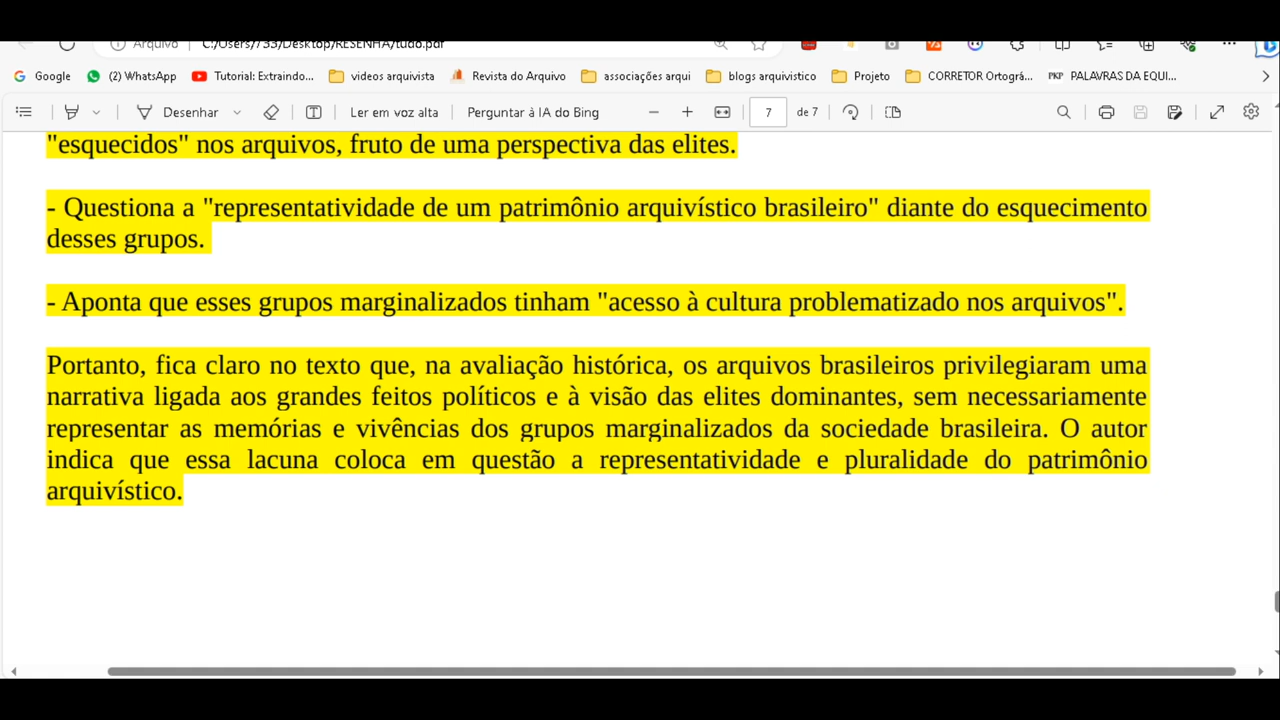 Arquivo C:/Users/733/Desktop/RESENHA/tudo.pdf
Google (2) WhatsApp Tutorial: Extraindo... videos arquivista Revista do Arquivo associações arqui blogs arquivistico Projeto CORRETOR Ortográ... PKP PALAVRAS DA EQUI...
Desenhar Ler em voz alta Perguntar à IA do Bing 7 de 7
"esquecidos" nos arquivos, fruto de uma perspectiva das elites.
- Questiona a "representatividade de um patrimônio arquivístico brasileiro" diante do esquecimento
desses grupos.
- Aponta que esses grupos marginalizados tinham "acesso à cultura problematizado nos arquivos".
Portanto, fica claro no texto que, na avaliação histórica, os arquivos brasileiros privilegiaram uma
narrativa ligada aos grandes feitos políticos e à visão das elites dominantes, sem necessariamente
representar as memórias e vivências dos grupos marginalizados da sociedade brasileira. O autor
indica que essa lacuna coloca em questão a representatividade e pluralidade do patrimônio
arquivístico.